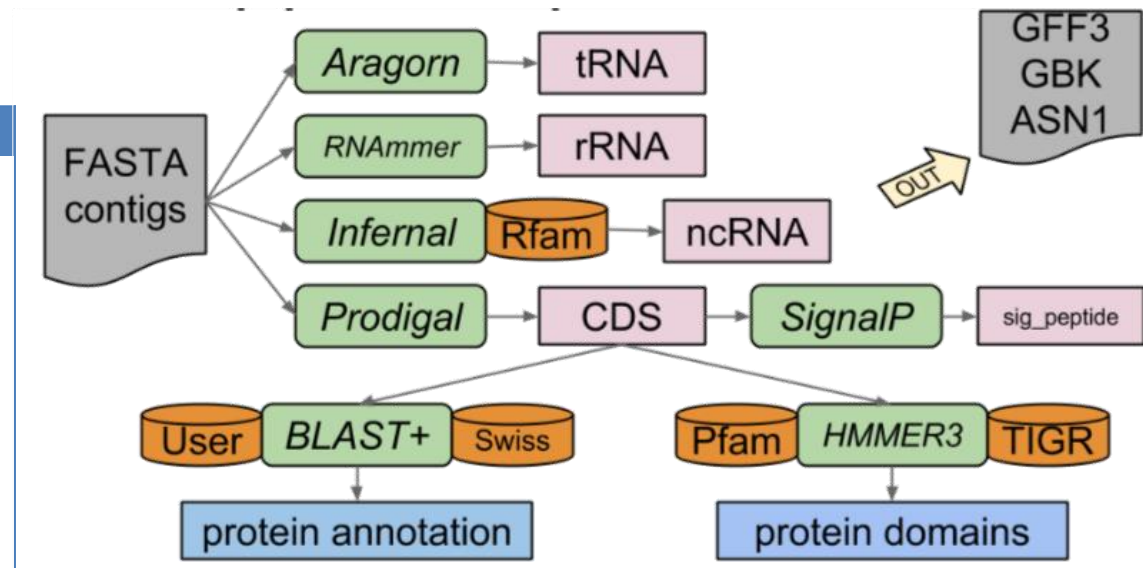 GFF3
GBK
ASN1
OUT
FASTA
contigs
Aragorn
tRNA
RNAmmer
rRNA
Infernal
Rfam
ncRNA
Prodigal
CDS
SignalP
sig_peptide
User
BLAST+
Swiss
Pfam
HMMER3
TIGR
protein annotation
protein domains